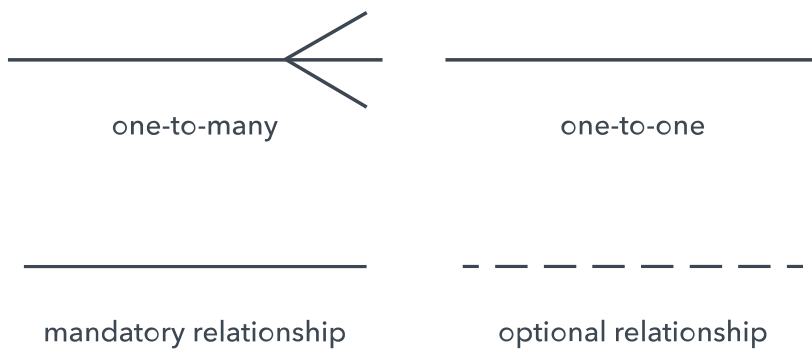 one-to-many
one-to-one
mandatory relationship
optional relationship